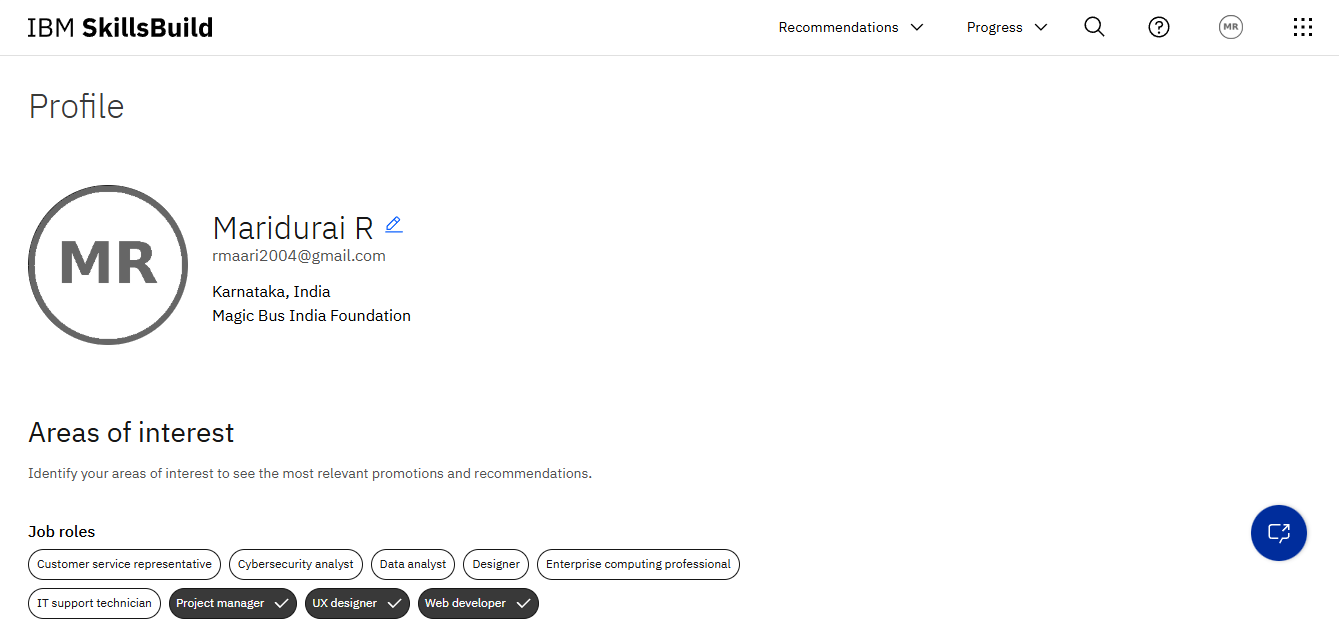 IBM SkillsBuild
Recommendations
Progress
MR
Profile
MR
Maridurai R
rmaari2004@gmail.com
Karnataka, India
Magic Bus India Foundation
Areas of interest
Identify your areas of interest to see the most relevant promotions and recommendations.
Job roles
Customer service representative
Cybersecurity analyst
Data analyst
Designer
Enterprise computing professional
IT support technician
Project manager
UX designer
Web developer